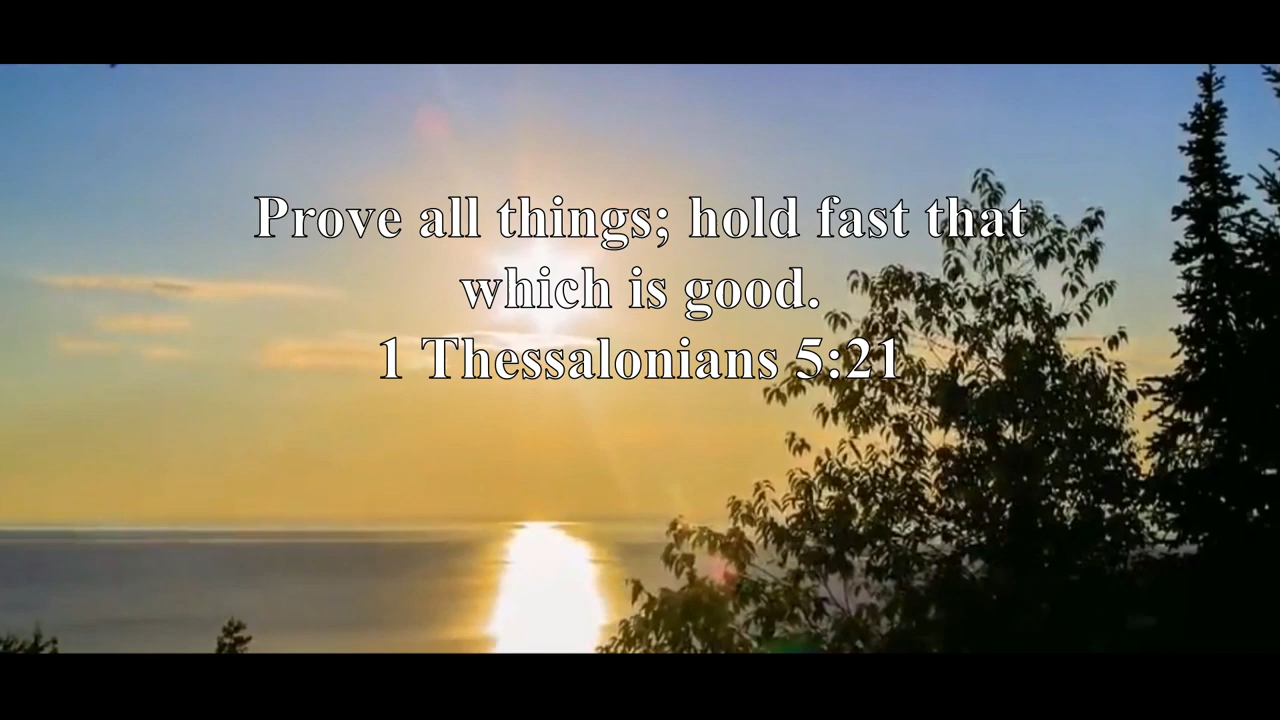 Prove all things; hold fast that
which is good.
1 Thessalonians 5:21